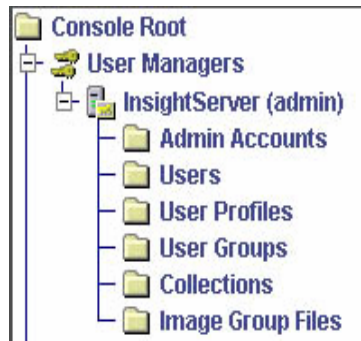 Console Root
User Managers
InsightServer (admin)
Admin Accounts
Users
User Profiles
User Groups
Collections
Image Group Files